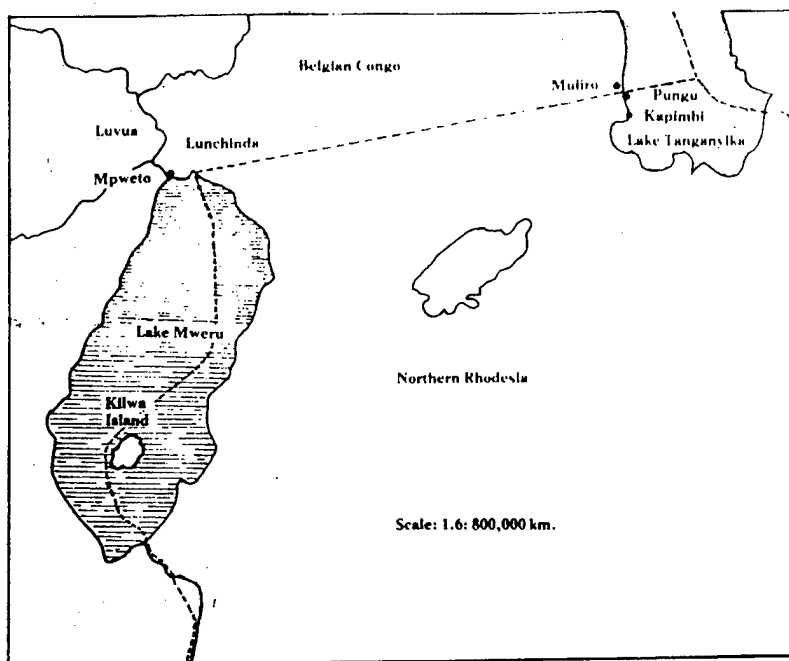 Belgian Congo
Muliro
Pungu
Kapimbi
Lake Tanganyika
Luvua
Lunchinda
Mpweto
Lake Mweru
Kilwa
Island
Northern Rhodesia
Scale: 1.6: 800,000 km.